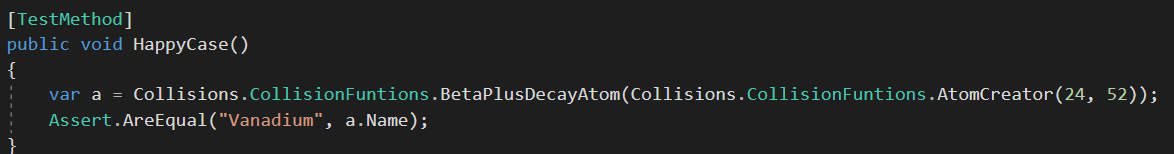 [TestMethod]
public void HappyCase()
{
var a = Collisions.CollisionFuntions.BetaPlusDecayAtom(Collisions.CollisionFuntions.AtomCreator(24, 52));
Assert.AreEqual("Vanadium", a.Name);
}